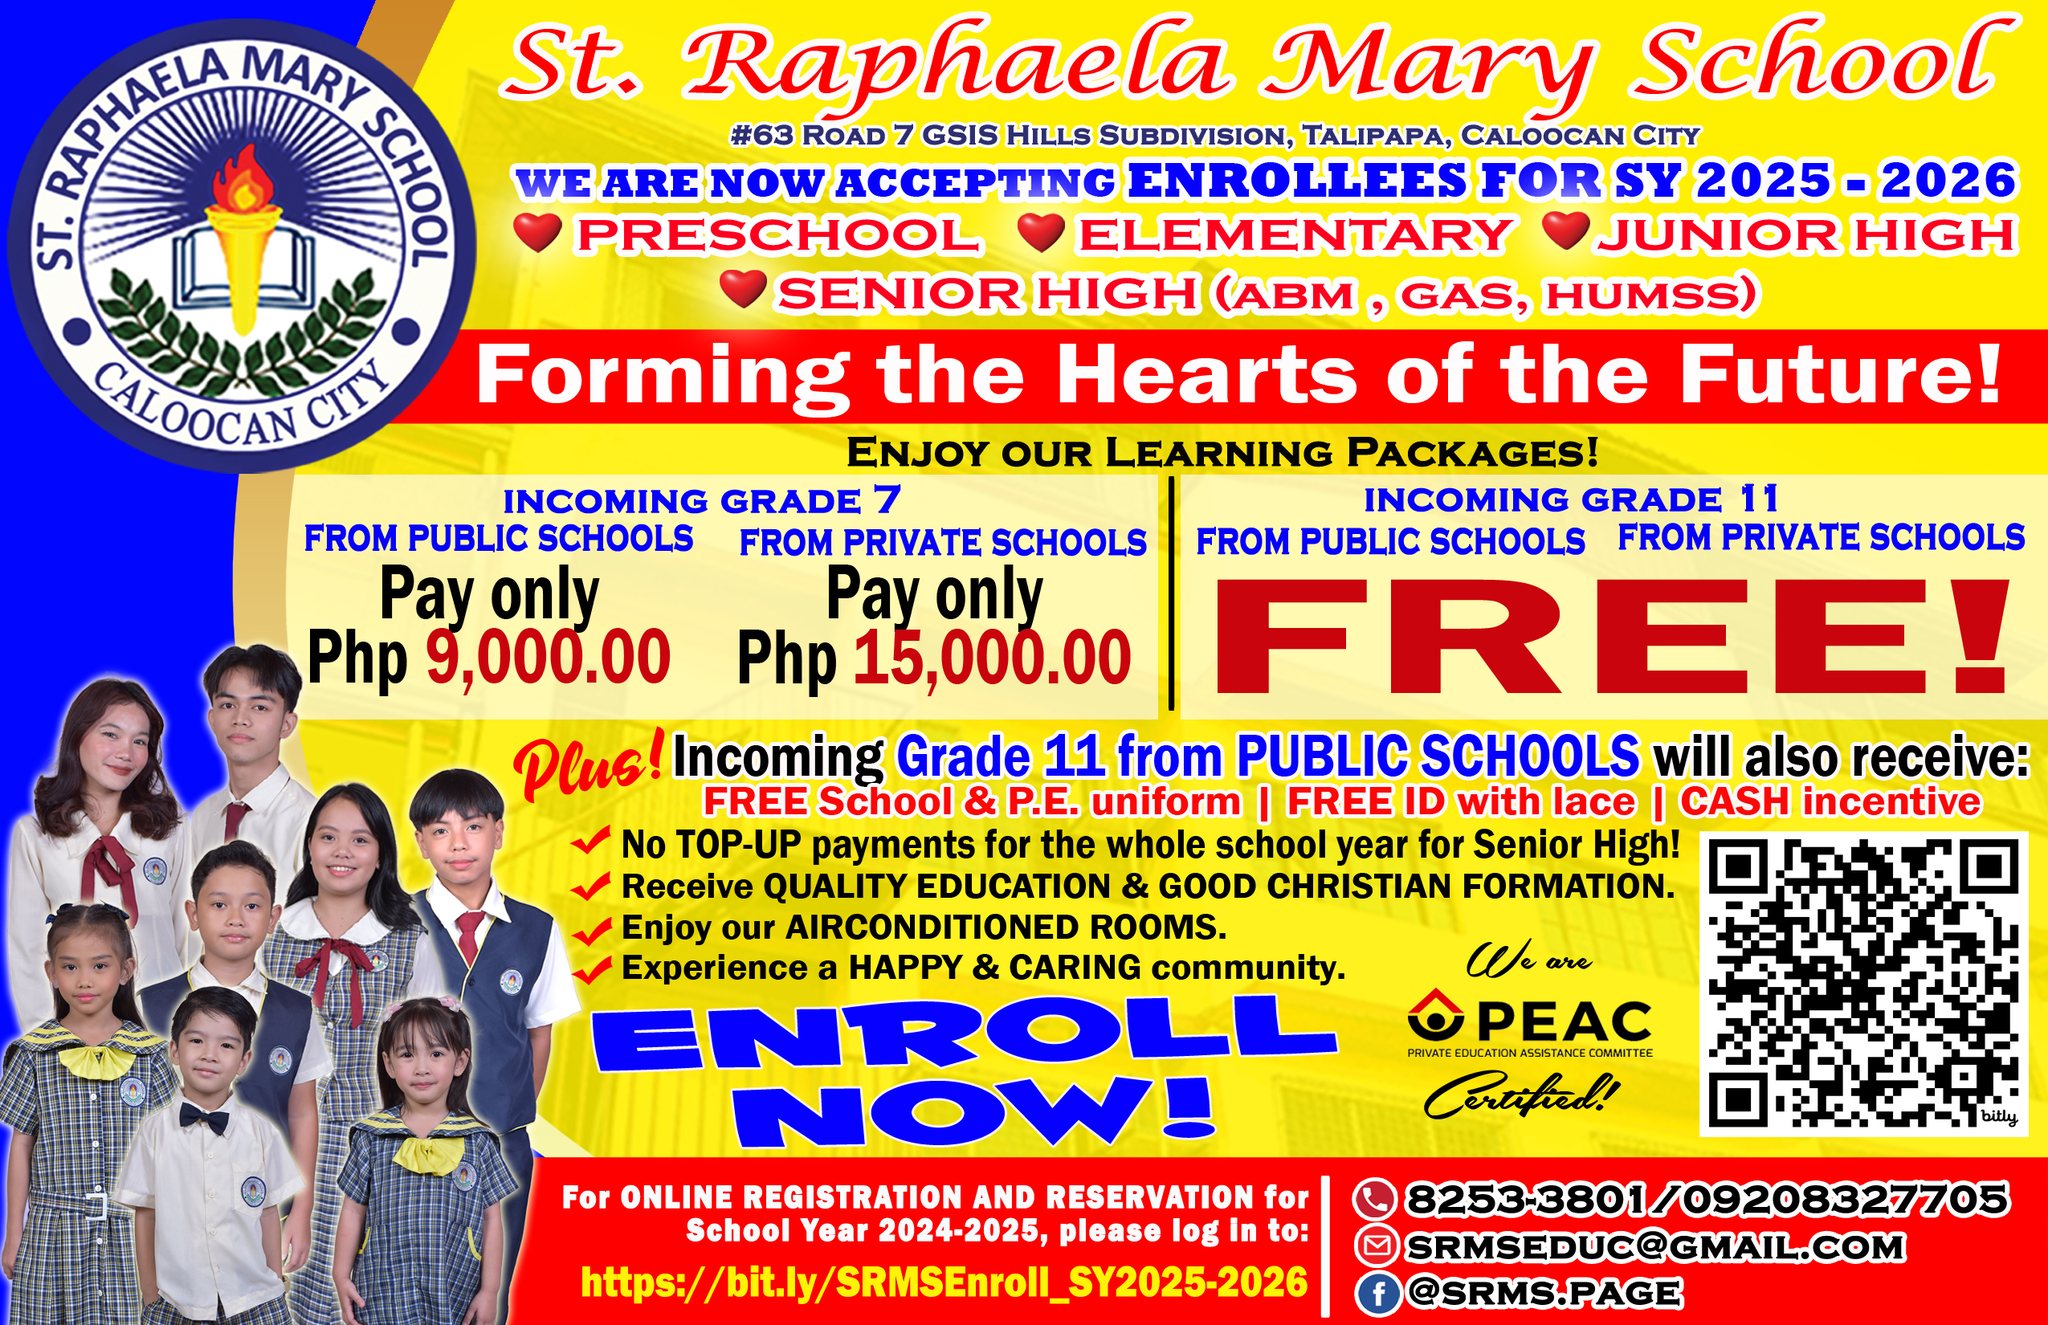 ST. RAPHAELA MARY SCHOOL
CALOOCAN CITY
St. Raphaela Mary School
#63 ROAD 7 GSIS HILLS SUBDIVISION, TALIPAPA, CALOOCAN CITY
WE ARE NOW ACCEPTING ENROLLEES FOR SY 2025 - 2026
PRESCHOOL ELEMENTARY JUNIOR HIGH
SENIOR HIGH (ABM , GAS, HUMSS)
Forming the Hearts of the Future!
ENJOY OUR LEARNING PACKAGES!
INCOMING GRADE 7
FROM PUBLIC SCHOOLS
Pay only
Php 9,000.00
FROM PRIVATE SCHOOLS
Pay only
Php 15,000.00
INCOMING GRADE 11
FROM PUBLIC SCHOOLS FROM PRIVATE SCHOOLS
FREE!
Plus! Incoming Grade 11 from PUBLIC SCHOOLS will also receive:
FREE School & P.E. uniform | FREE ID with lace | CASH incentive
No TOP-UP payments for the whole school year for Senior High!
Receive QUALITY EDUCATION & GOOD CHRISTIAN FORMATION.
Enjoy our AIRCONDITIONED ROOMS.
Experience a HAPPY & CARING community.
ENROLL
NOW!
We are
PEAC
PRIVATE EDUCATION ASSISTANCE COMMITTEE
Certified!
bitly
For ONLINE REGISTRATION AND RESERVATION for
School Year 2024-2025, please log in to:
https://bit.ly/SRMSEnroll_SY2025-2026
8253-3801/09208327705
SRMSEDUC@GMAIL.COM
@SRMS.PAGE